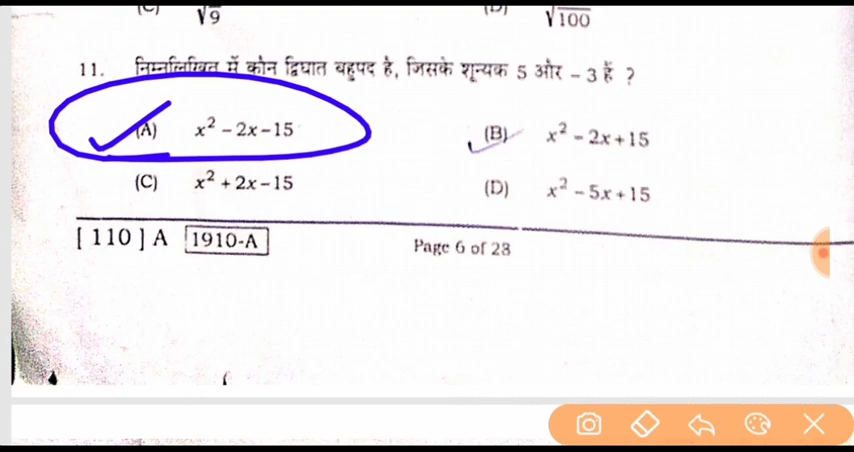 (C) √9 (D) √100
11. निम्नलिखित में कौन द्विघात बहुपद है, जिसके शून्यक 5 और – 3 हैं ?
(A) x² – 2x – 15 (B) x² – 2x + 15
(C) x² + 2x – 15 (D) x² – 5x + 15
[ 110 ] A 1910-A Page 6 of 28